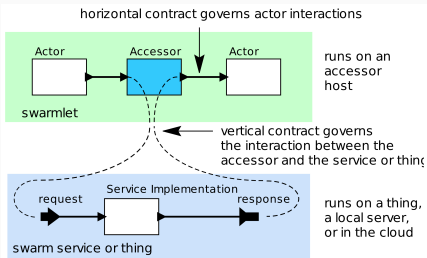 horizontal contract governs actor interactions
Actor
Accessor
Actor
runs on an
accessor
host
swarmlet
vertical contract governs
the interaction between the
accessor and the service or thing
Service Implementation
request
response
runs on a thing,
a local server,
or in the cloud
swarm service or thing